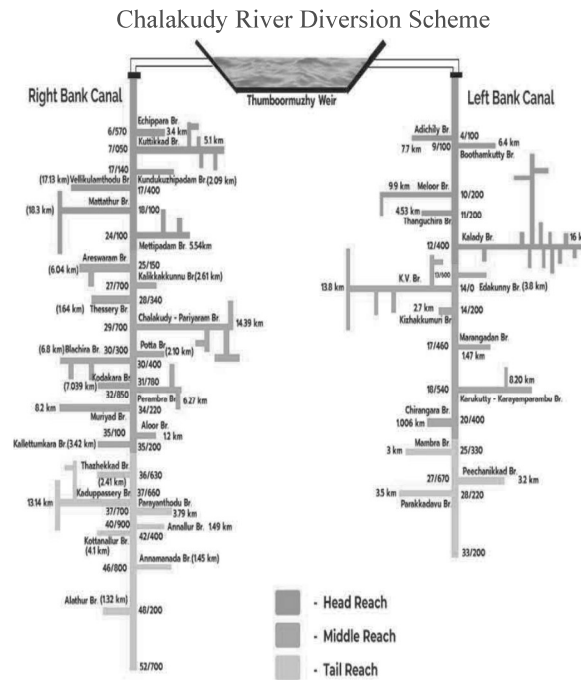 Chalakudy River Diversion Scheme
Thumboormuzhy Weir
Right Bank Canal
Echippara Br.
6/570
3.4 km
Kuttikkad Br.
5.1 km
7/050
17/140
Kundukuzhipadam Br.
(17.13) Vellikulamthodu Br.
(2.09 km)
17/400
Mattathur Br.
(18.3 km)
18/100
24/100
Mettipadam Br. 5.54km
Areswaram Br.
25/150
(6.04 km)
Kalikkakkunnu Br.(2.61 km)
27/700
(1.64) Thessery Br.
28/340
Chalakudy - Pariyaram Br.
14.39 km
29/700
Potta Br.
(6.8 km) Blachira Br. 30/300
(2.10 km)
30/400
Kodakara Br.
31/780
(7.039 km)
32/850
Perambra Br.
6.27 km
8.2 km
34/220
Muriyad Br.
Aloor Br.
35/100
1.2 km
Kallettumkara Br. (3.42 km)
35/200
Thazhekkad Br.
(2.41 km)
36/630
Kaduppassery Br.
37/660
13.14 km
Parayanthodu Br.
37/700
3.79 km
40/900
Annallur Br. 1.49 km
Kottanallur Br.
42/400
(4.1 km)
Annamanada Br.(1.45 km)
46/800
Alathur Br. (1.32 km)
48/200
52/700
Left Bank Canal
Adichily Br.
4/100
7.7 km
9/100
6.4 km
Boothamkutty Br.
9.9 km
Meloor Br.
10/200
4.53 km
11/200
Thanguchira Br.
12/400
Kalady Br.
16 k
13/500
K.V. Br.
14/0
Edakunny Br. (3.8 km)
13.8 km
2.7 km
14/200
Kizhakkumuri Br.
Marangadan Br.
17/460
1.47 km
8.20 km
18/540
Karukutty - Karayamparambu Br.
Chirangara Br.
1.006 km
20/400
Mambra Br.
3 km
25/330
Peechanikkad Br.
27/670
3.2 km
3.5 km
28/220
Parakkadavu Br.
33/200
- Head Reach
- Middle Reach
- Tail Reach